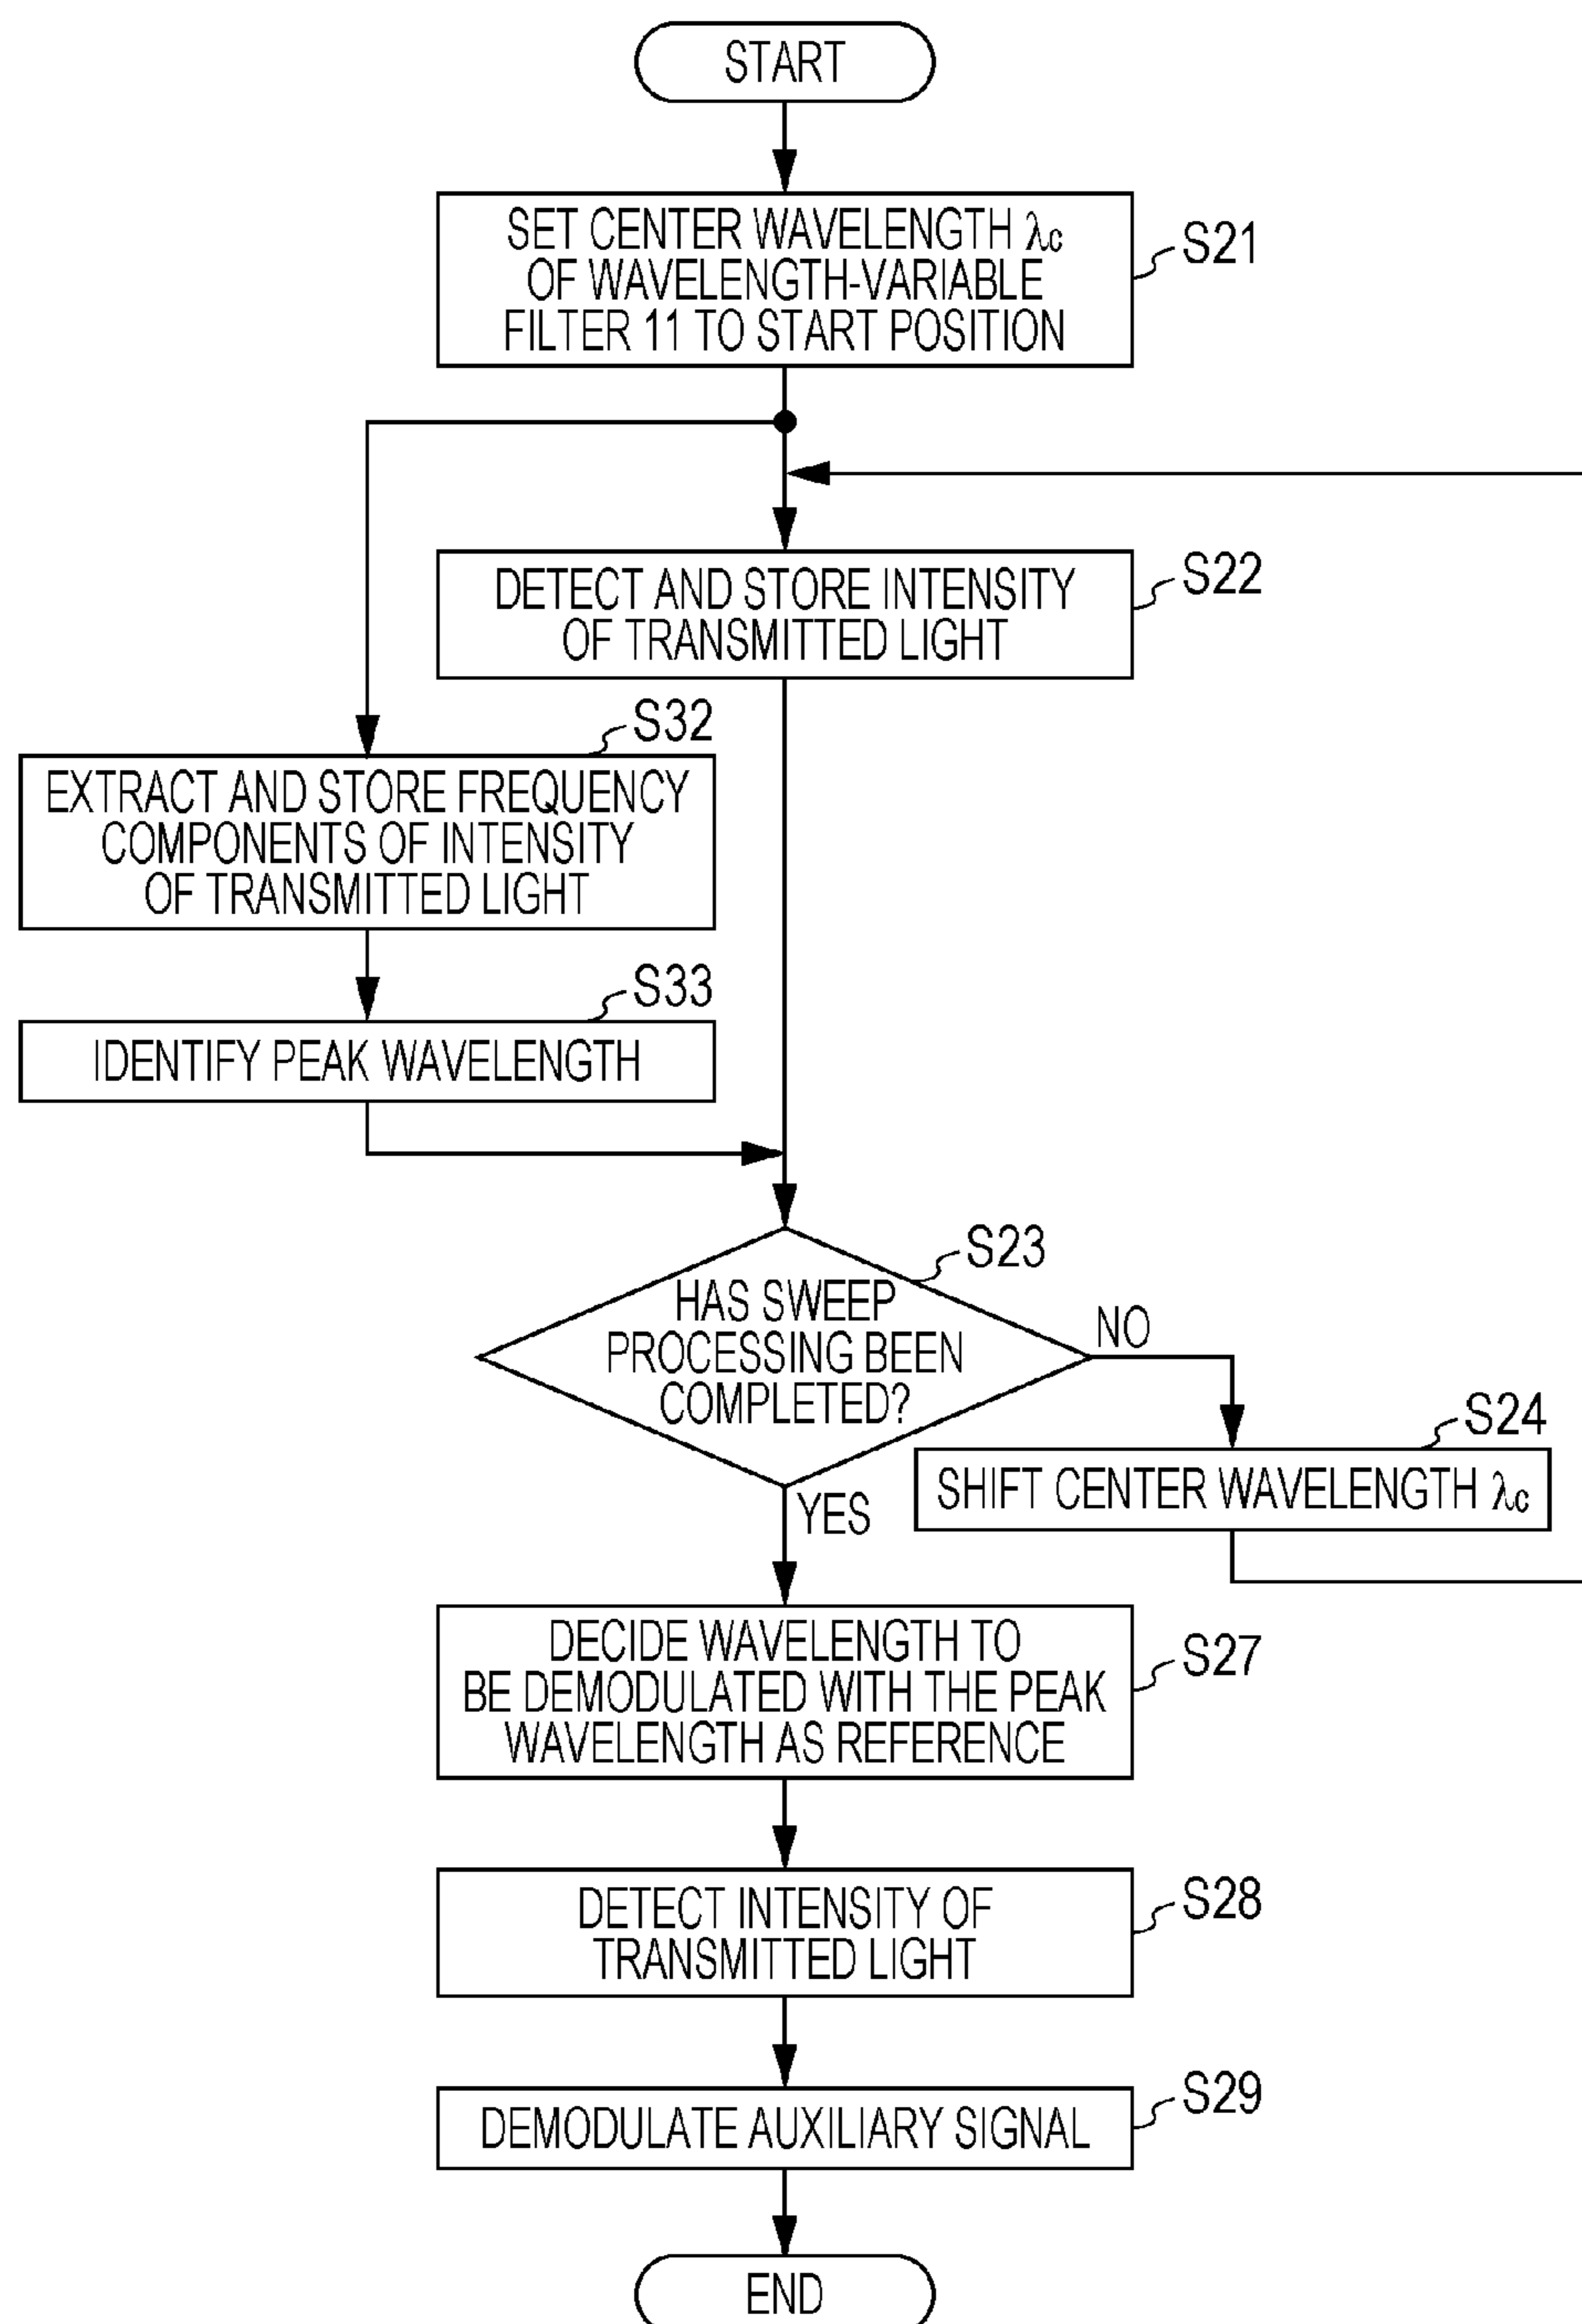 START
SET CENTER WAVELENGTH λc
OF WAVELENGTH-VARIABLE
FILTER 11 TO START POSITION
S21
DETECT AND STORE INTENSITY
OF TRANSMITTED LIGHT
S22
S32
EXTRACT AND STORE FREQUENCY
COMPONENTS OF INTENSITY
OF TRANSMITTED LIGHT
S33
IDENTIFY PEAK WAVELENGTH
S23
HAS SWEEP
PROCESSING BEEN
COMPLETED?
NO
S24
SHIFT CENTER WAVELENGTH λc
YES
DECIDE WAVELENGTH TO
BE DEMODULATED WITH THE PEAK
WAVELENGTH AS REFERENCE
S27
DETECT INTENSITY OF
TRANSMITTED LIGHT
S28
DEMODULATE AUXILIARY SIGNAL
S29
END